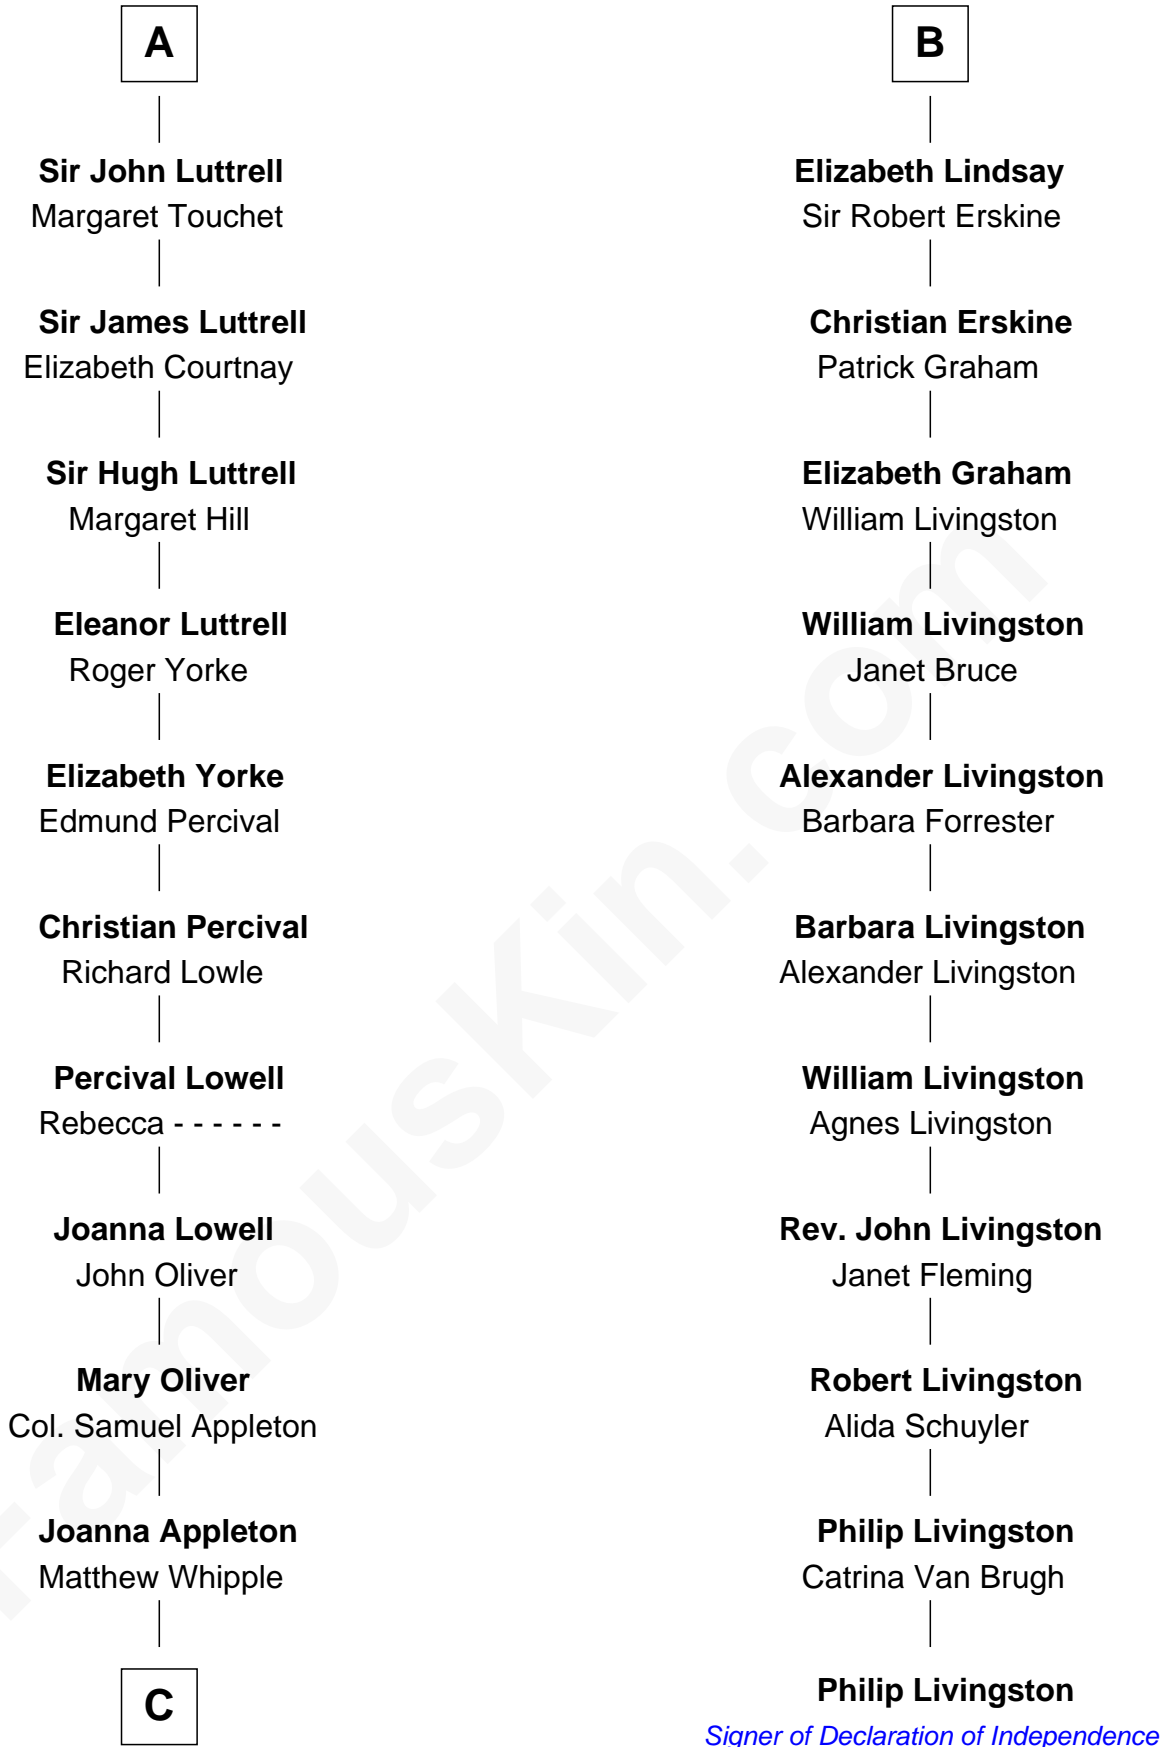 A
Sir John Luttrell
Margaret Touchet
Sir James Luttrell
Elizabeth Courtnay
Sir Hugh Luttrell
Margaret Hill
Eleanor Luttrell
Roger Yorke
Elizabeth Yorke
Edmund Percival
Christian Percival
Richard Lowle
Percival Lowell
Rebecca - - - - - -
Joanna Lowell
John Oliver
Mary Oliver
Col. Samuel Appleton
Joanna Appleton
Matthew Whipple
C
B
Elizabeth Lindsay
Sir Robert Erskine
Christian Erskine
Patrick Graham
Elizabeth Graham
William Livingston
William Livingston
Janet Bruce
Alexander Livingston
Barbara Forrester
Barbara Livingston
Alexander Livingston
William Livingston
Agnes Livingston
Rev. John Livingston
Janet Fleming
Robert Livingston
Alida Schuyler
Philip Livingston
Catrina Van Brugh
Philip Livingston
Signer of Declaration of Independence
FamousKin.com